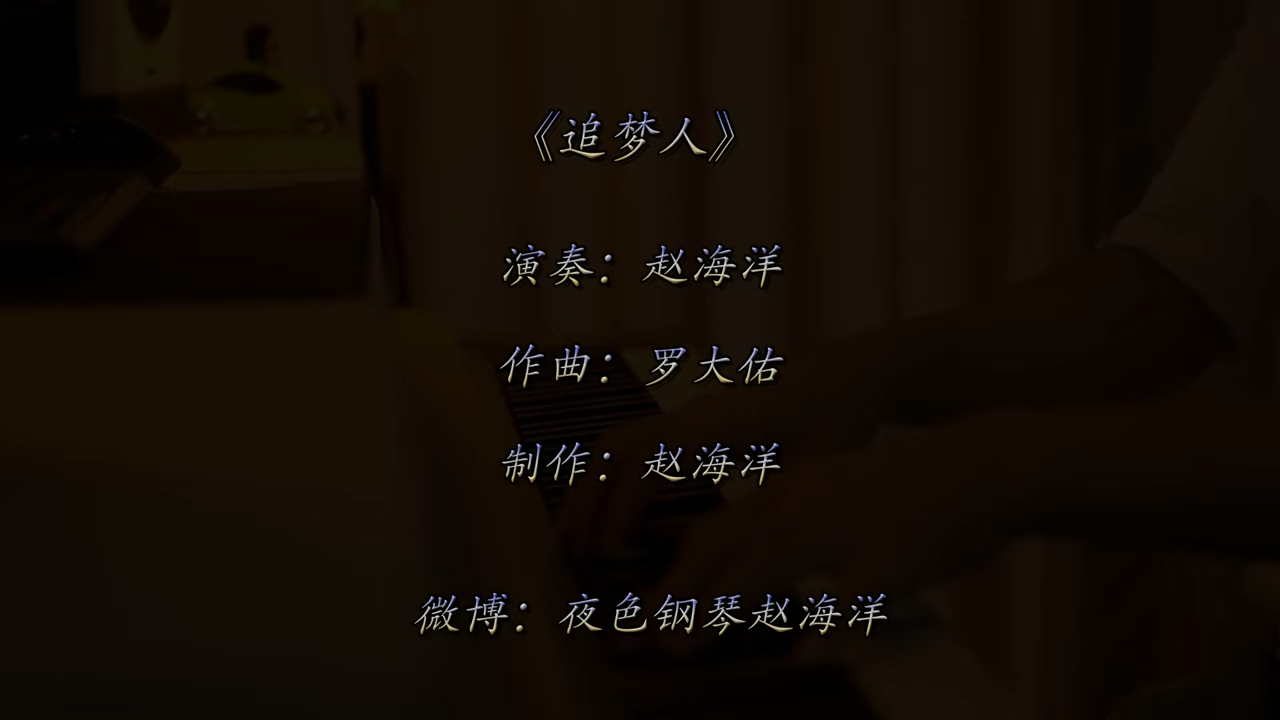 《追梦人》
演奏：赵海洋
作曲：罗大佑
制作：赵海洋
微博：夜色钢琴赵海洋